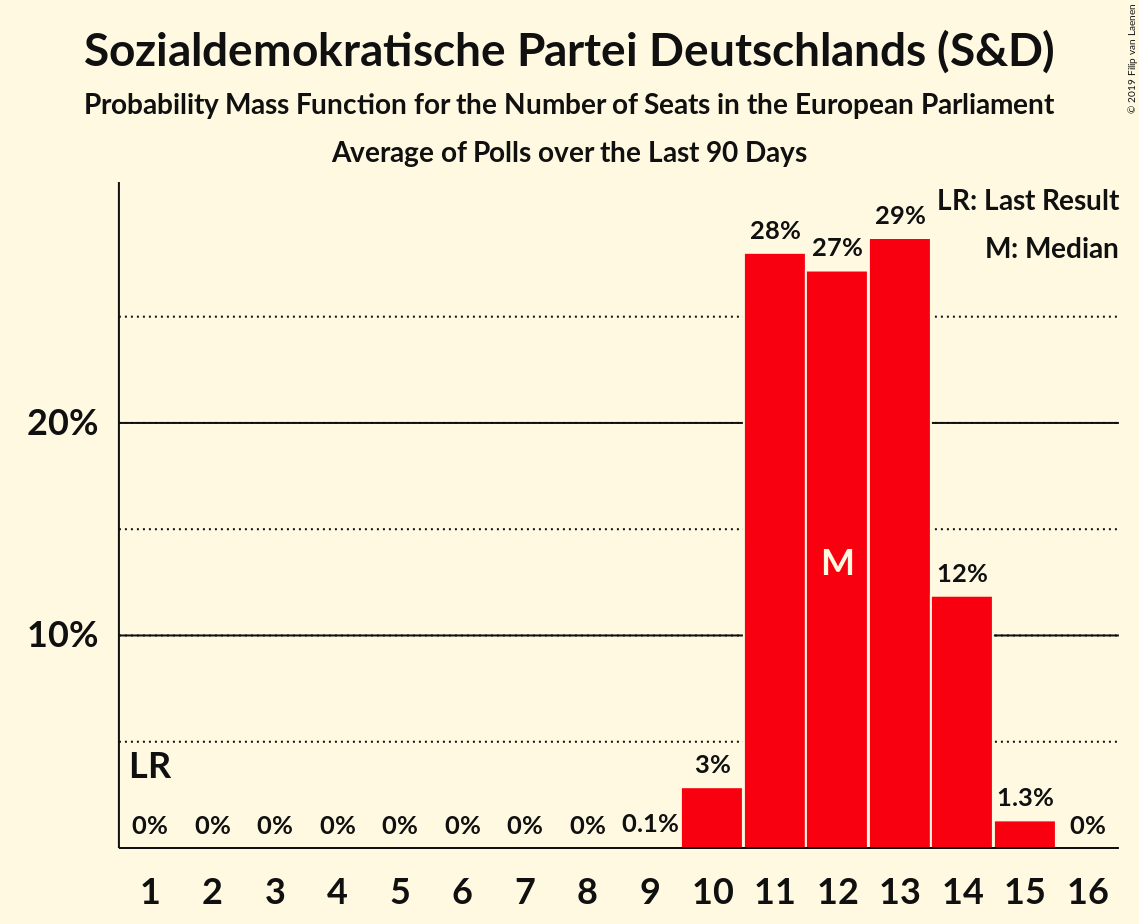 Sozialdemokratische Partei Deutschlands (S&D)
Probability Mass Function for the Number of Seats in the European Parliament
Average of Polls over the Last 90 Days
© 2019 Filip van Laenen
LR: Last Result
M: Median
28%
27%
29%
20%
M
12%
10%
LR
3%
1.3%
0%
0%
0%
0%
0%
0%
0%
0%
0.1%
0%
1 2 3 4 5 6 7 8 9 10 11 12 13 14 15 16